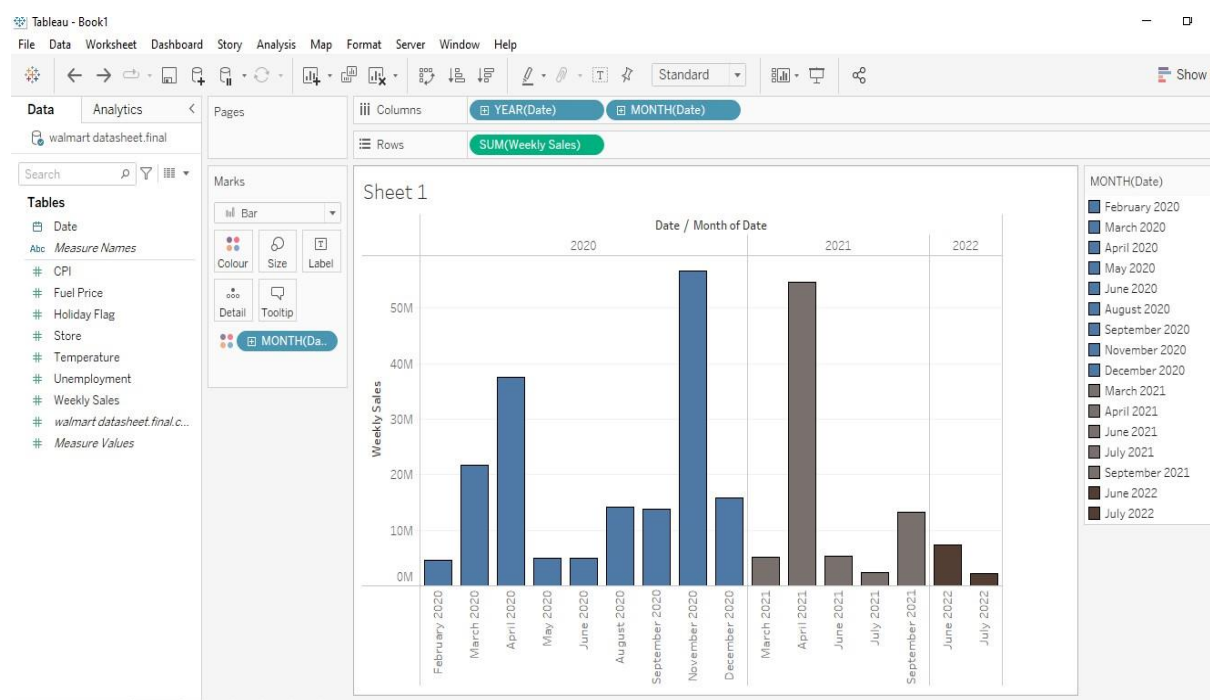 Tableau - Book1
File Data Worksheet Dashboard Story Analysis Map Format Server Window Help
Standard
Show
Data Analytics
walmart datasheet.final
Search
Tables
Date
Abc Measure Names
# CPI
# Fuel Price
# Holiday Flag
# Store
# Temperature
# Unemployment
# Weekly Sales
# walmart datasheet.final.c...
# Measure Values
Pages
Marks
Bar
Colour Size Label
Detail Tooltip
MONTH(Da..
Columns YEAR(Date) MONTH(Date)
Rows SUM(Weekly Sales)
Sheet 1
Date / Month of Date
2020 2021 2022
Weekly Sales
50M
40M
30M
20M
10M
0M
February 2020
March 2020
April 2020
May 2020
June 2020
August 2020
September 2020
November 2020
December 2020
March 2021
April 2021
June 2021
July 2021
September 2021
June 2022
July 2022
MONTH(Date)
February 2020
March 2020
April 2020
May 2020
June 2020
August 2020
September 2020
November 2020
December 2020
March 2021
April 2021
June 2021
July 2021
September 2021
June 2022
July 2022